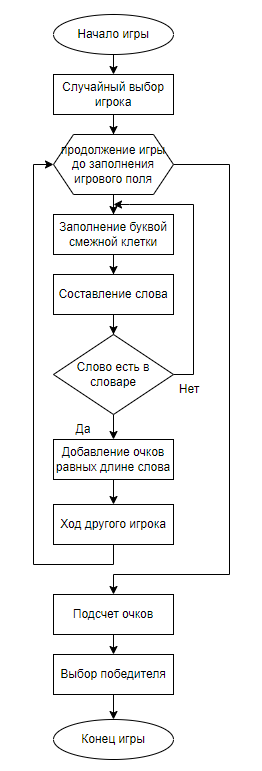 Начало игры
Случайный выбор
игрока
продолжение игры
до заполнения
игрового поля
Заполнение буквой
смежной клетки
Составление слова
Слово есть в
словаре
Нет
Да
Добавление очков
равных длине слова
Ход другого игрока
Подсчет очков
Выбор победителя
Конец игры